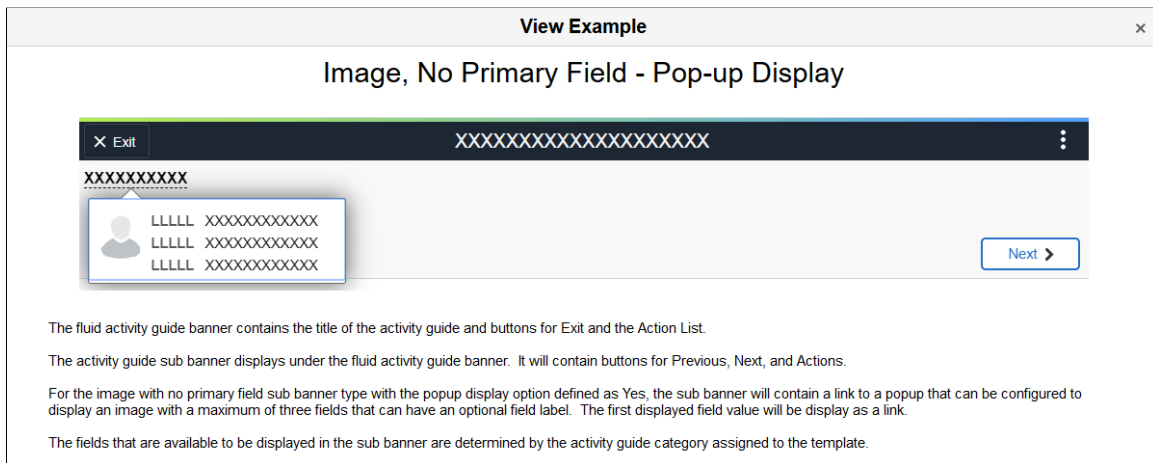 View Example
×
Image, No Primary Field - Pop-up Display
Exit
XXXXXXXXXXXXXXXXXXXX
XXXXXXXXXX
LLLLL XXXXXXXXXXXX
LLLLL XXXXXXXXXXXX
LLLLL XXXXXXXXXXXX
Next
The fluid activity guide banner contains the title of the activity guide and buttons for Exit and the Action List.
The activity guide sub banner displays under the fluid activity guide banner.  It will contain buttons for Previous, Next, and Actions.
For the image with no primary field sub banner type with the popup display option defined as Yes, the sub banner will contain a link to a popup that can be configured to
display an image with a maximum of three fields that can have an optional field label.  The first displayed field value will be display as a link.
The fields that are available to be displayed in the sub banner are determined by the activity guide category assigned to the template.